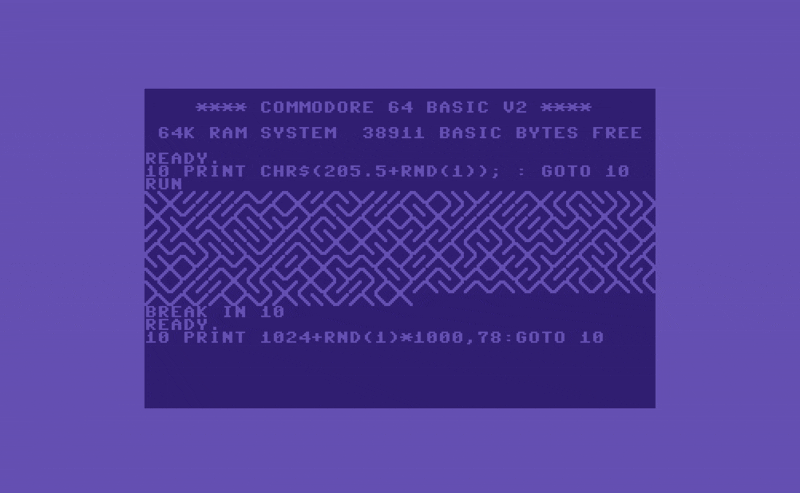 **** COMMODORE 64 BASIC V2 ****
64K RAM SYSTEM  38911 BASIC BYTES FREE
READY.
10 PRINT CHR$(205.5+RND(1)); : GOTO 10
RUN
BREAK IN 10
READY.
10 PRINT 1024+RND(1)*1000,78:GOTO 10